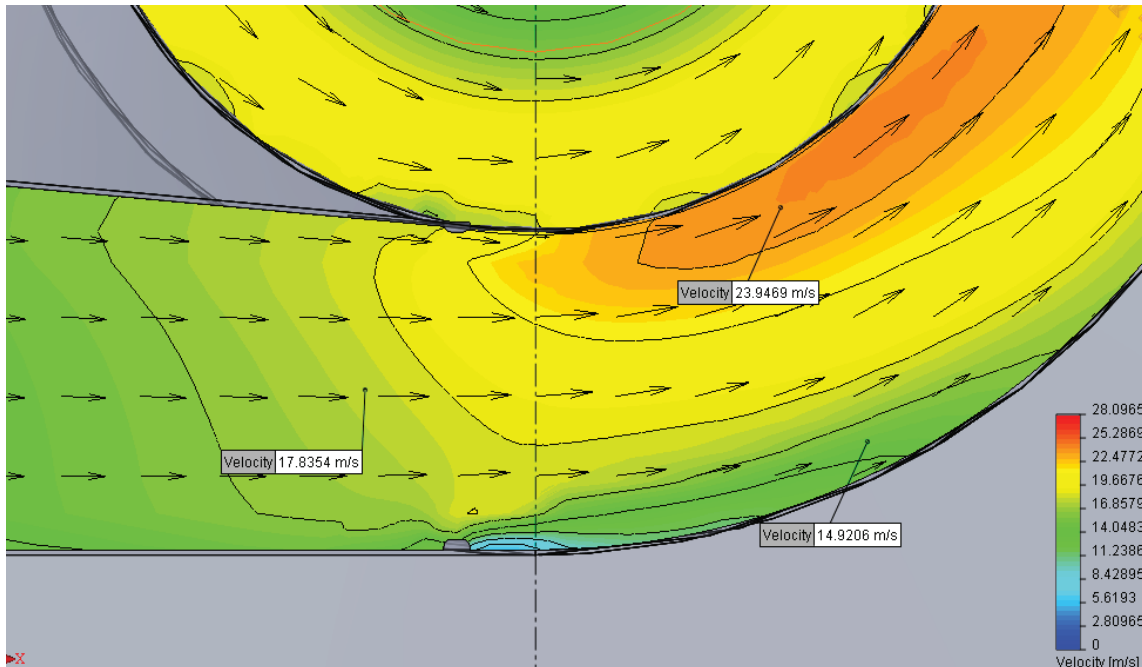 Velocity 23.9469 m/s
Velocity 17.8354 m/s
Velocity 14.9206 m/s
28.0965
25.2869
22.4772
19.6676
16.8579
14.0483
11.2386
8.42895
5.6193
2.80965
0
Velocity [m/s]
X